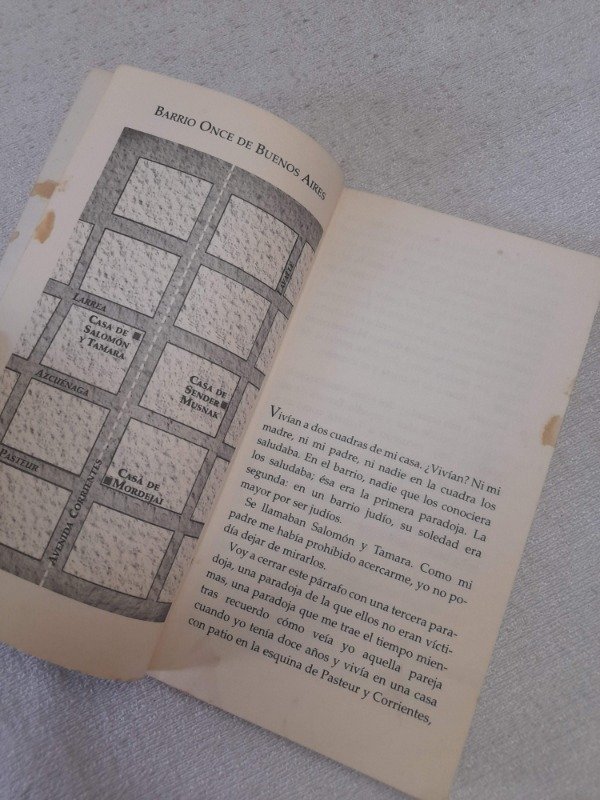 BARRIO ONCE DE BUENOS AIRES
LARREA
CASA DE
SALOMÓN
Y TAMARA
AZCUÉNAGA
CASA DE
SENDER
MUSNAK
PASTEUR
CASA DE
MORDEJAI
AVENIDA CORRIENTES
Vivían a dos cuadras de mi casa. ¿Vivían? Ni mi
madre, ni mi padre, ni nadie en la cuadra los
saludaba. En el barrio, nadie que los conociera
los saludaba; ésa era la primera paradoja. La
segunda: en un barrio judío, su soledad era
mayor por ser judíos.
Se llamaban Salomón y Tamara. Como mi
padre me había prohibido acercarme, yo no po-
día dejar de mirarlos.
Voy a cerrar este párrafo con una tercera para-
doja, una paradoja de la que ellos no eran vícti-
mas, una paradoja que me trae el tiempo mien-
tras recuerdo cómo veía yo aquella pareja
cuando yo tenía doce años y vivía en una casa
con patio en la esquina de Pasteur y Corrientes,